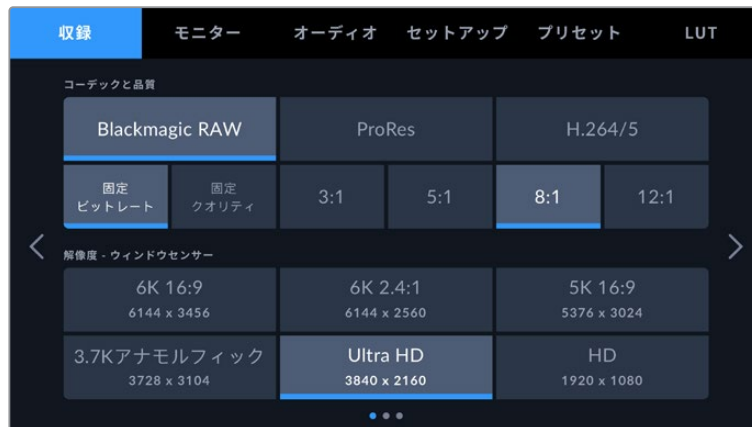 収録 モニター オーディオ セットアップ プリセット LUT
コーデックと品質
Blackmagic RAW ProRes H.264/5
固定
ビットレート
固定
クオリティ
3:1 5:1 8:1 12:1
解像度 - ウィンドウセンサー
6K 16:9 6K 2.4:1 5K 16:9
6144 x 3456 6144 x 2560 5376 x 3024
3.7Kアナモルフィック Ultra HD HD
3728 x 3104 3840 x 2160 1920 x 1080